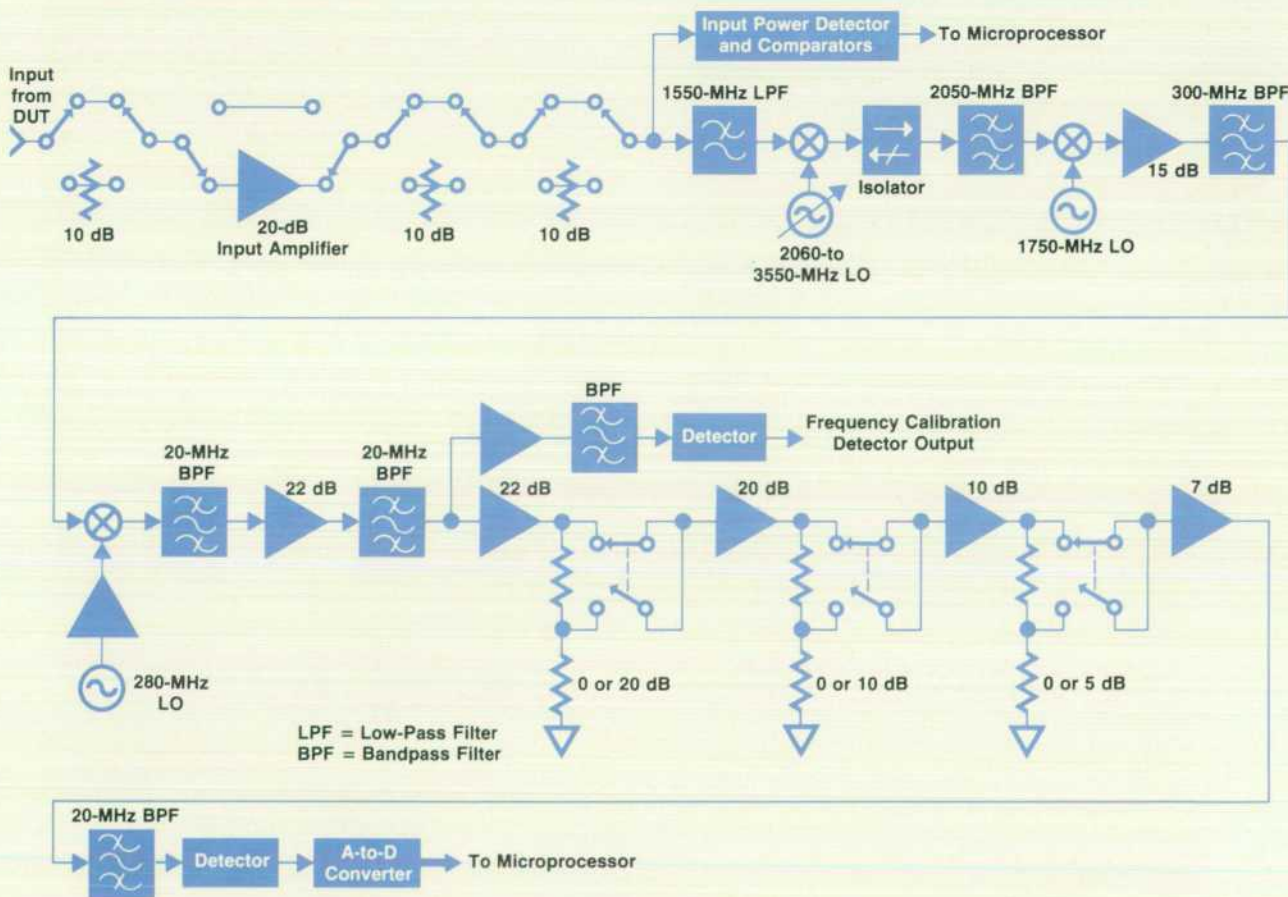 Input Power Detector
and Comparators
To Microprocessor
Input
from
DUT
1550-MHz LPF
2050-MHz BPF
300-MHz BPF
10 dB
20-dB
Input Amplifier
10 dB
10 dB
Isolator
15 dB
2060-to
3550-MHz LO
1750-MHz LO
BPF
Detector
Frequency Calibration
Detector Output
20-MHz
BPF
22 dB
20-MHz
BPF
22 dB
20 dB
10 dB
7 dB
280-MHz
LO
0 or 20 dB
0 or 10 dB
0 or 5 dB
LPF = Low-Pass Filter
BPF = Bandpass Filter
20-MHz BPF
Detector
A-to-D
Converter
To Microprocessor